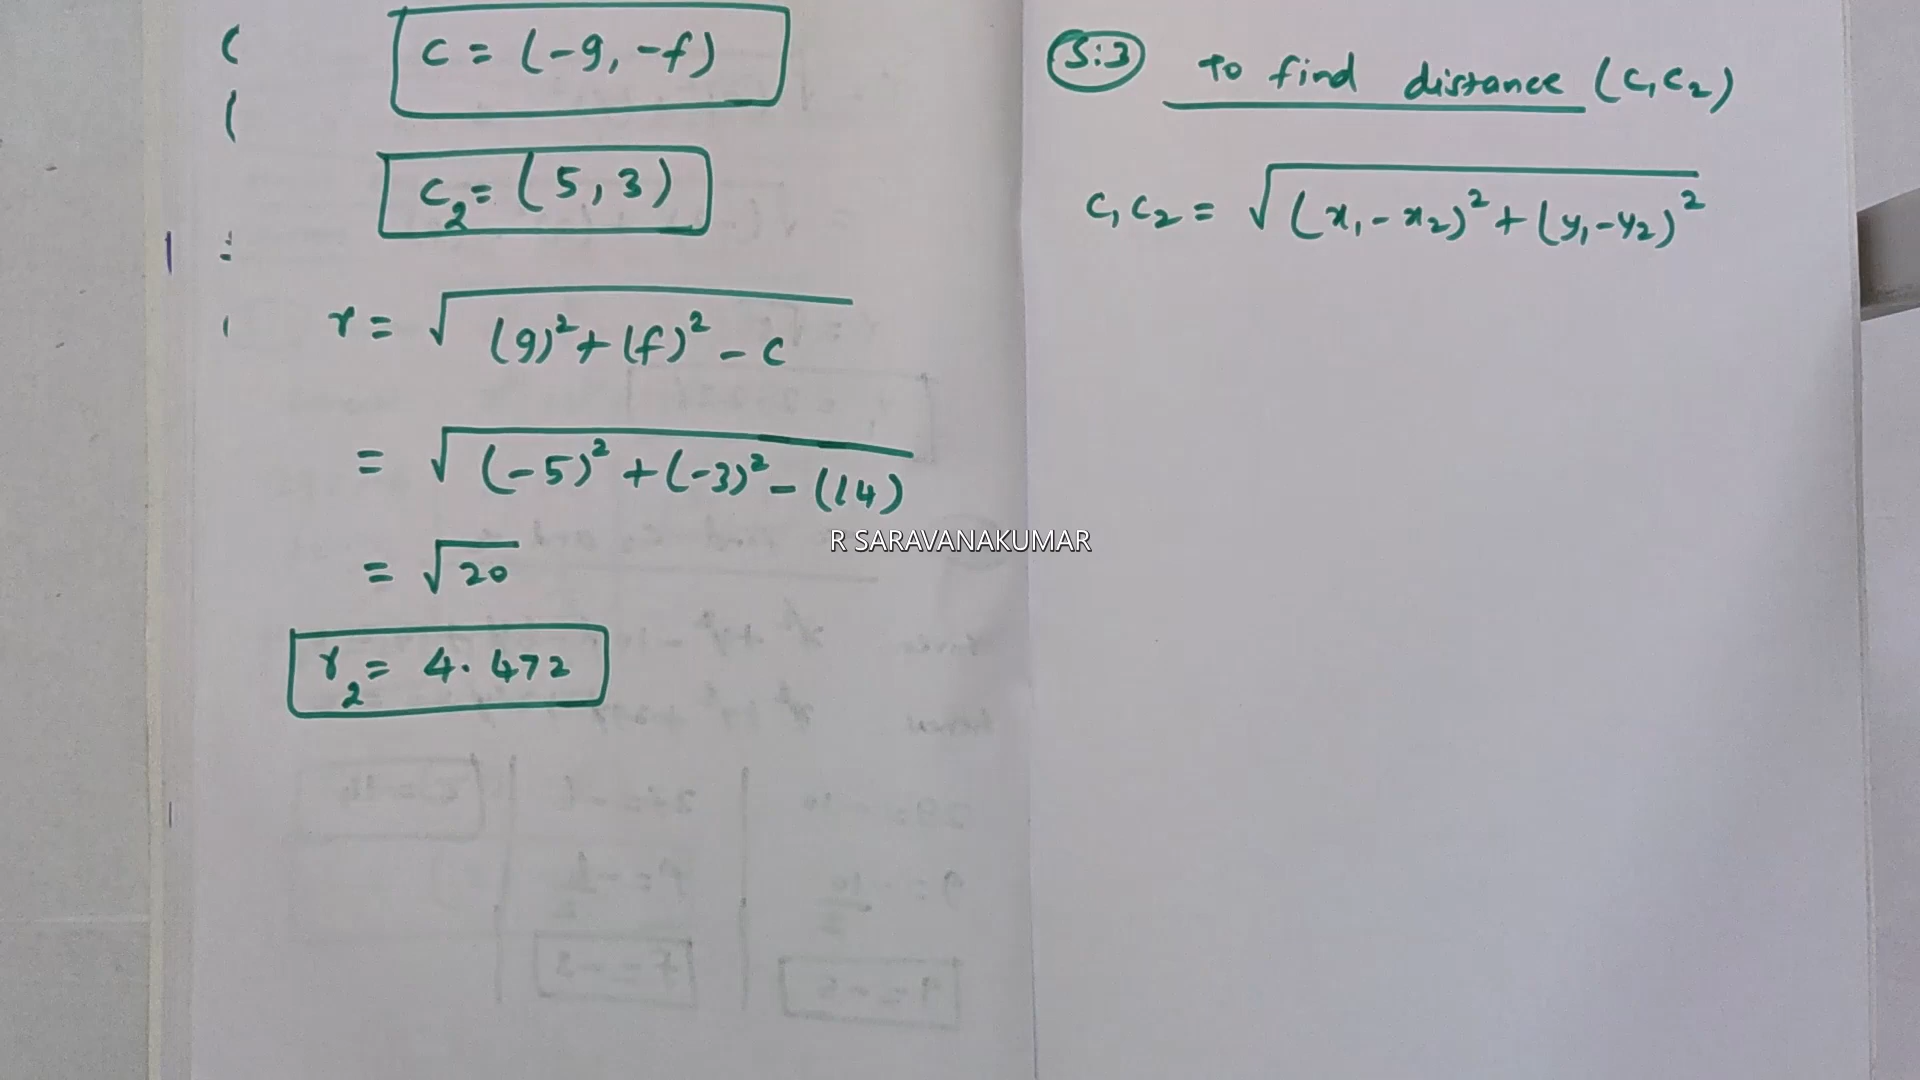 C = (-g, -f)
C₂ = (5, 3)
r = √((g)² + (f)² - c)
= √((-5)² + (-3)² - (14))
= √20
r₂ = 4.472
S:3 To find distance (C₁C₂)
C₁C₂ = √((x₁ - x₂)² + (y₁ - y₂)²)
R SARAVANAKUMAR